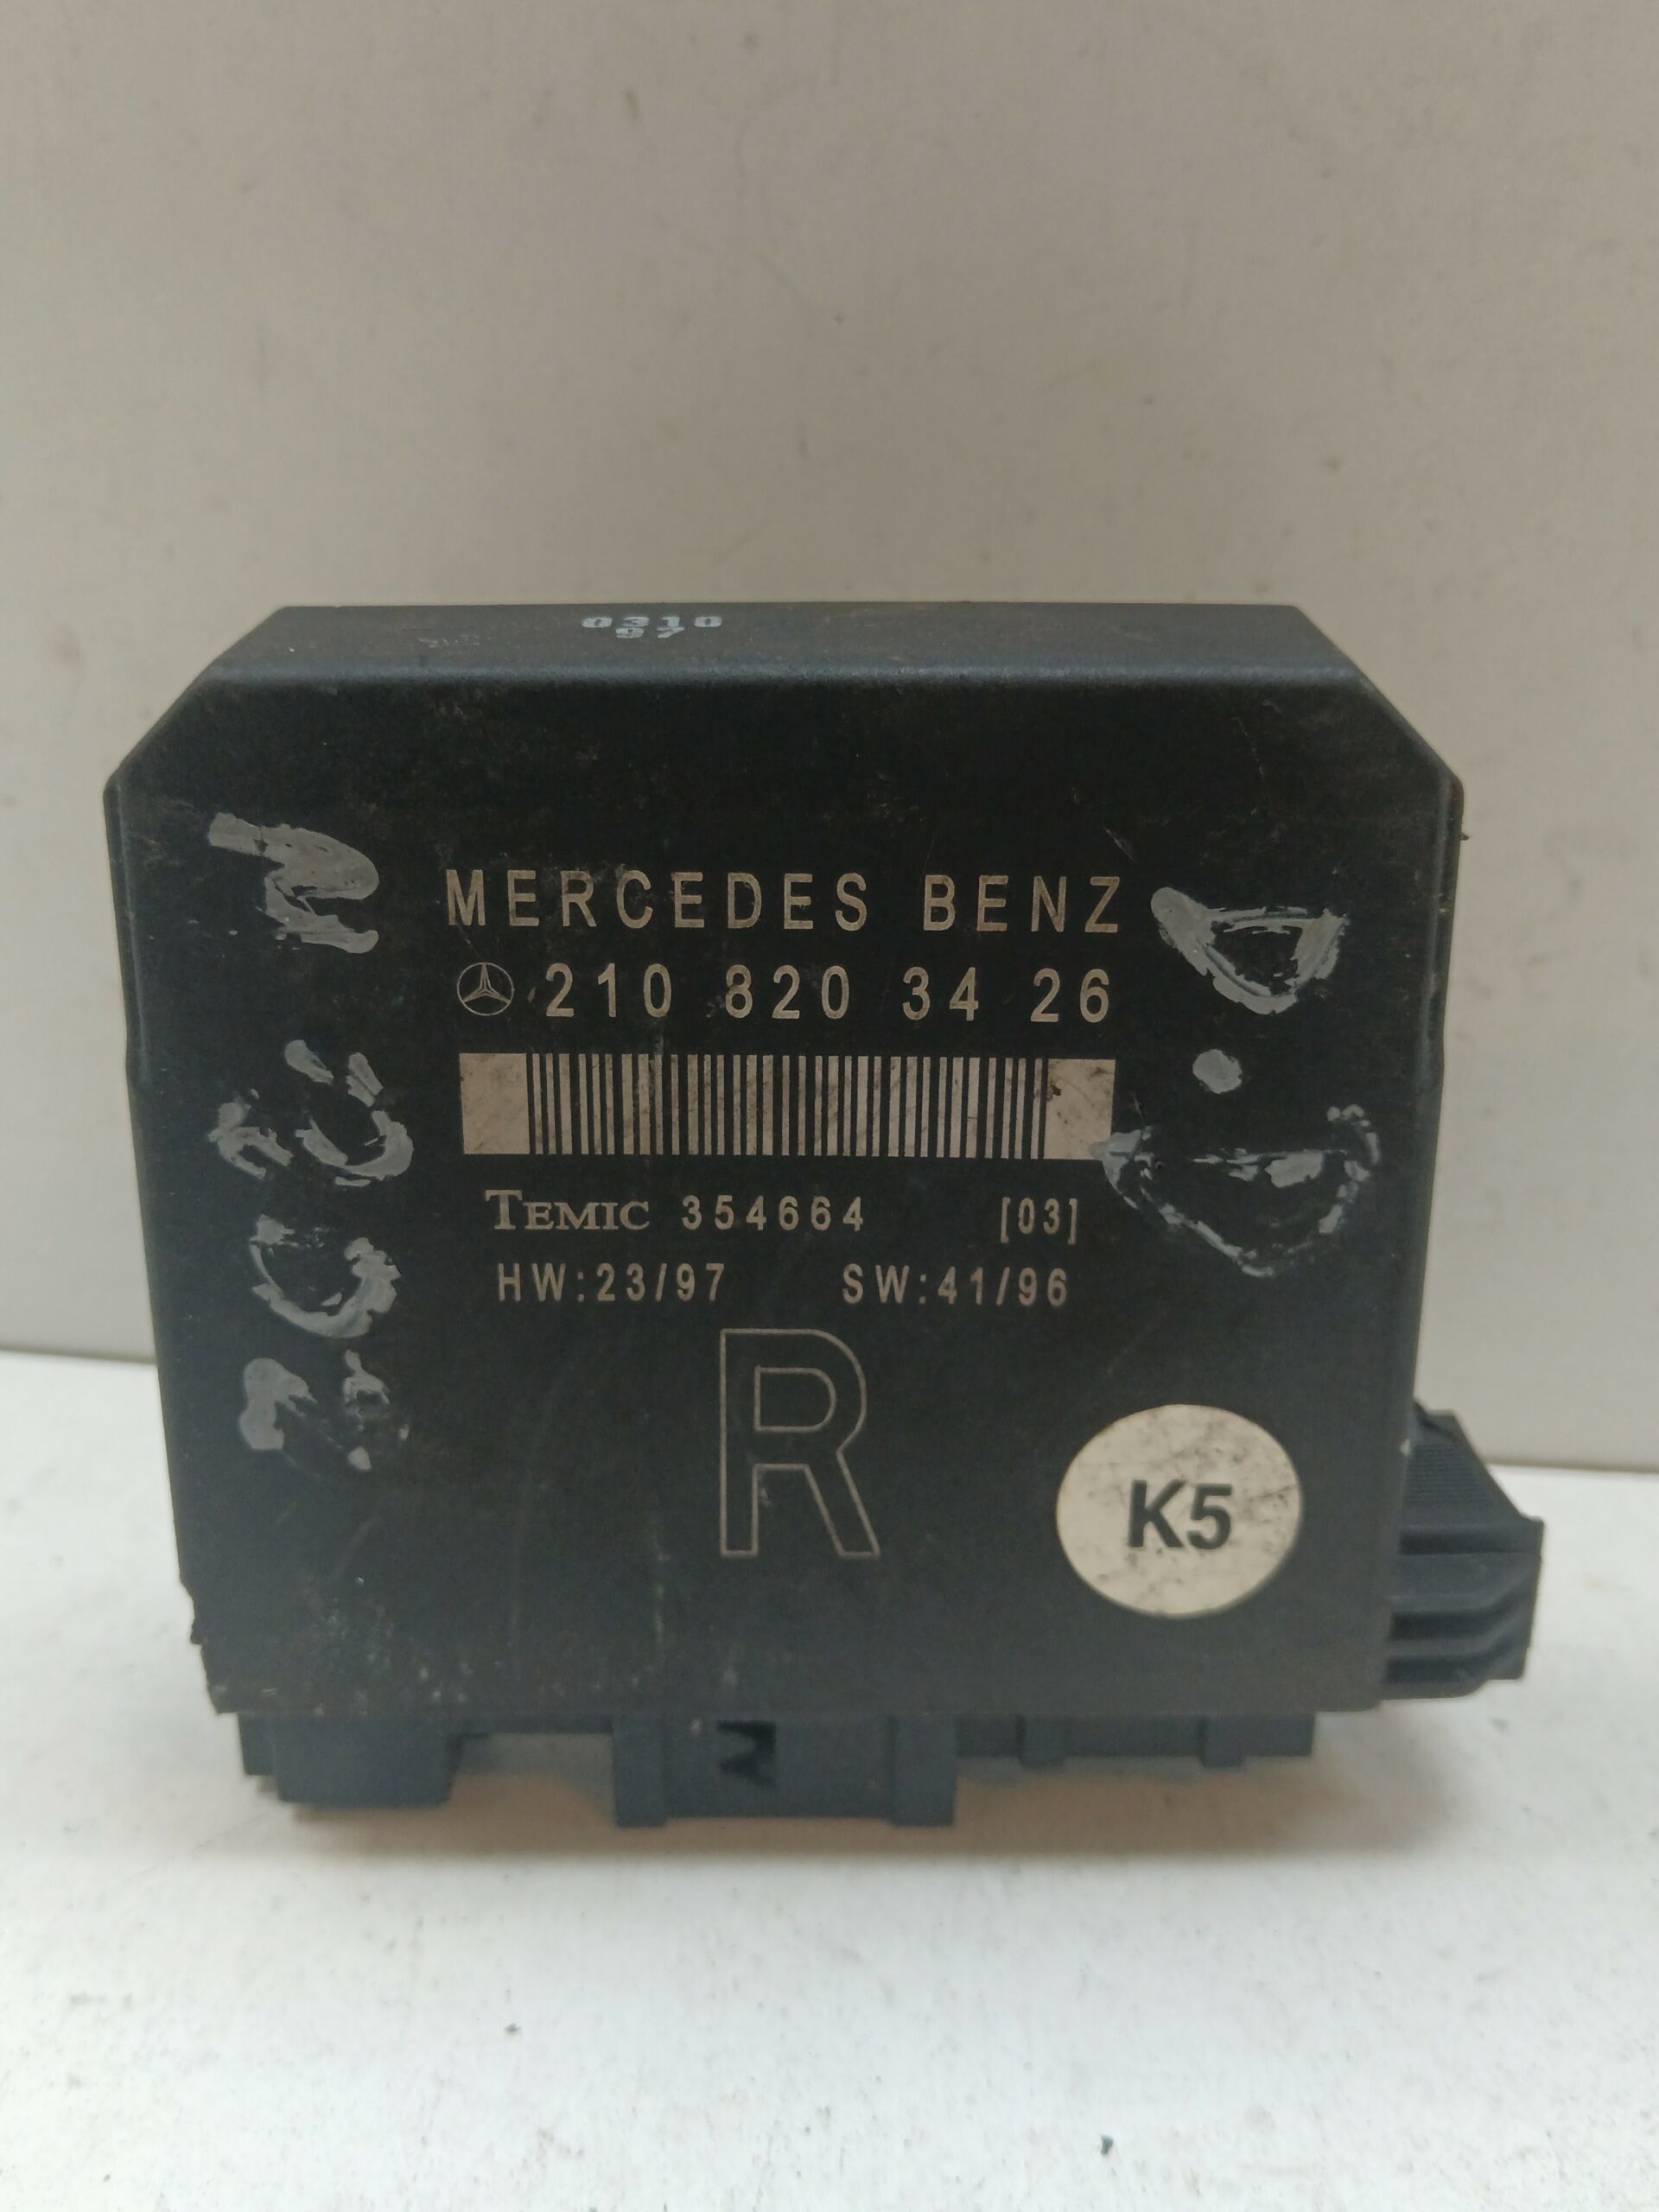 0310
97
MERCEDES BENZ
210 820 34 26
TEMIC 354664 [03]
HW:23/97 SW:41/96
R
K5